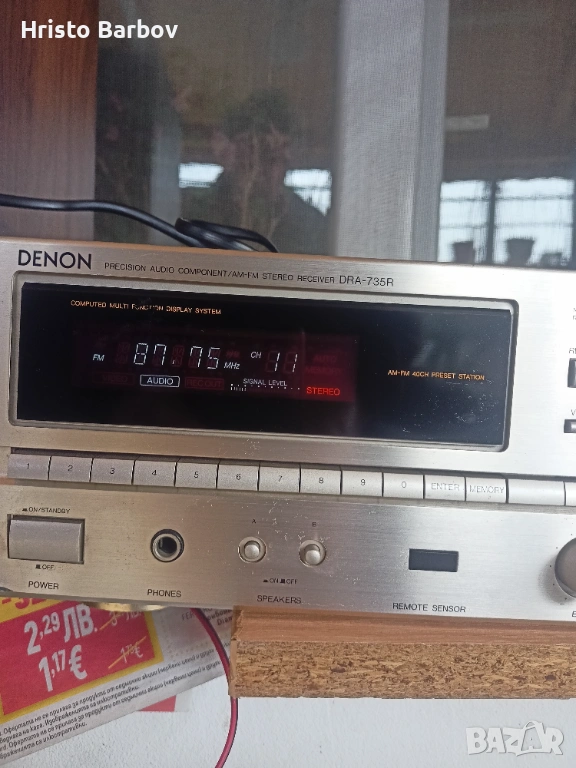 Hristo Barbov
DENON PRECISION AUDIO COMPONENT/AM-FM STEREO RECEIVER DRA-735R
COMPUTED MULTI FUNCTION DISPLAY SYSTEM
FM 87.75 MHz CH 11
AUDIO SIGNAL LEVEL STEREO
AM-FM 40CH PRESET STATION
1 2 3 4 5 6 7 8 9 0 ENTER MEMORY
ON/STANDBY
OFF
POWER
PHONES
A B
ON OFF
SPEAKERS
REMOTE SENSOR
2,29 ЛВ.
1,17 €
BAZAR